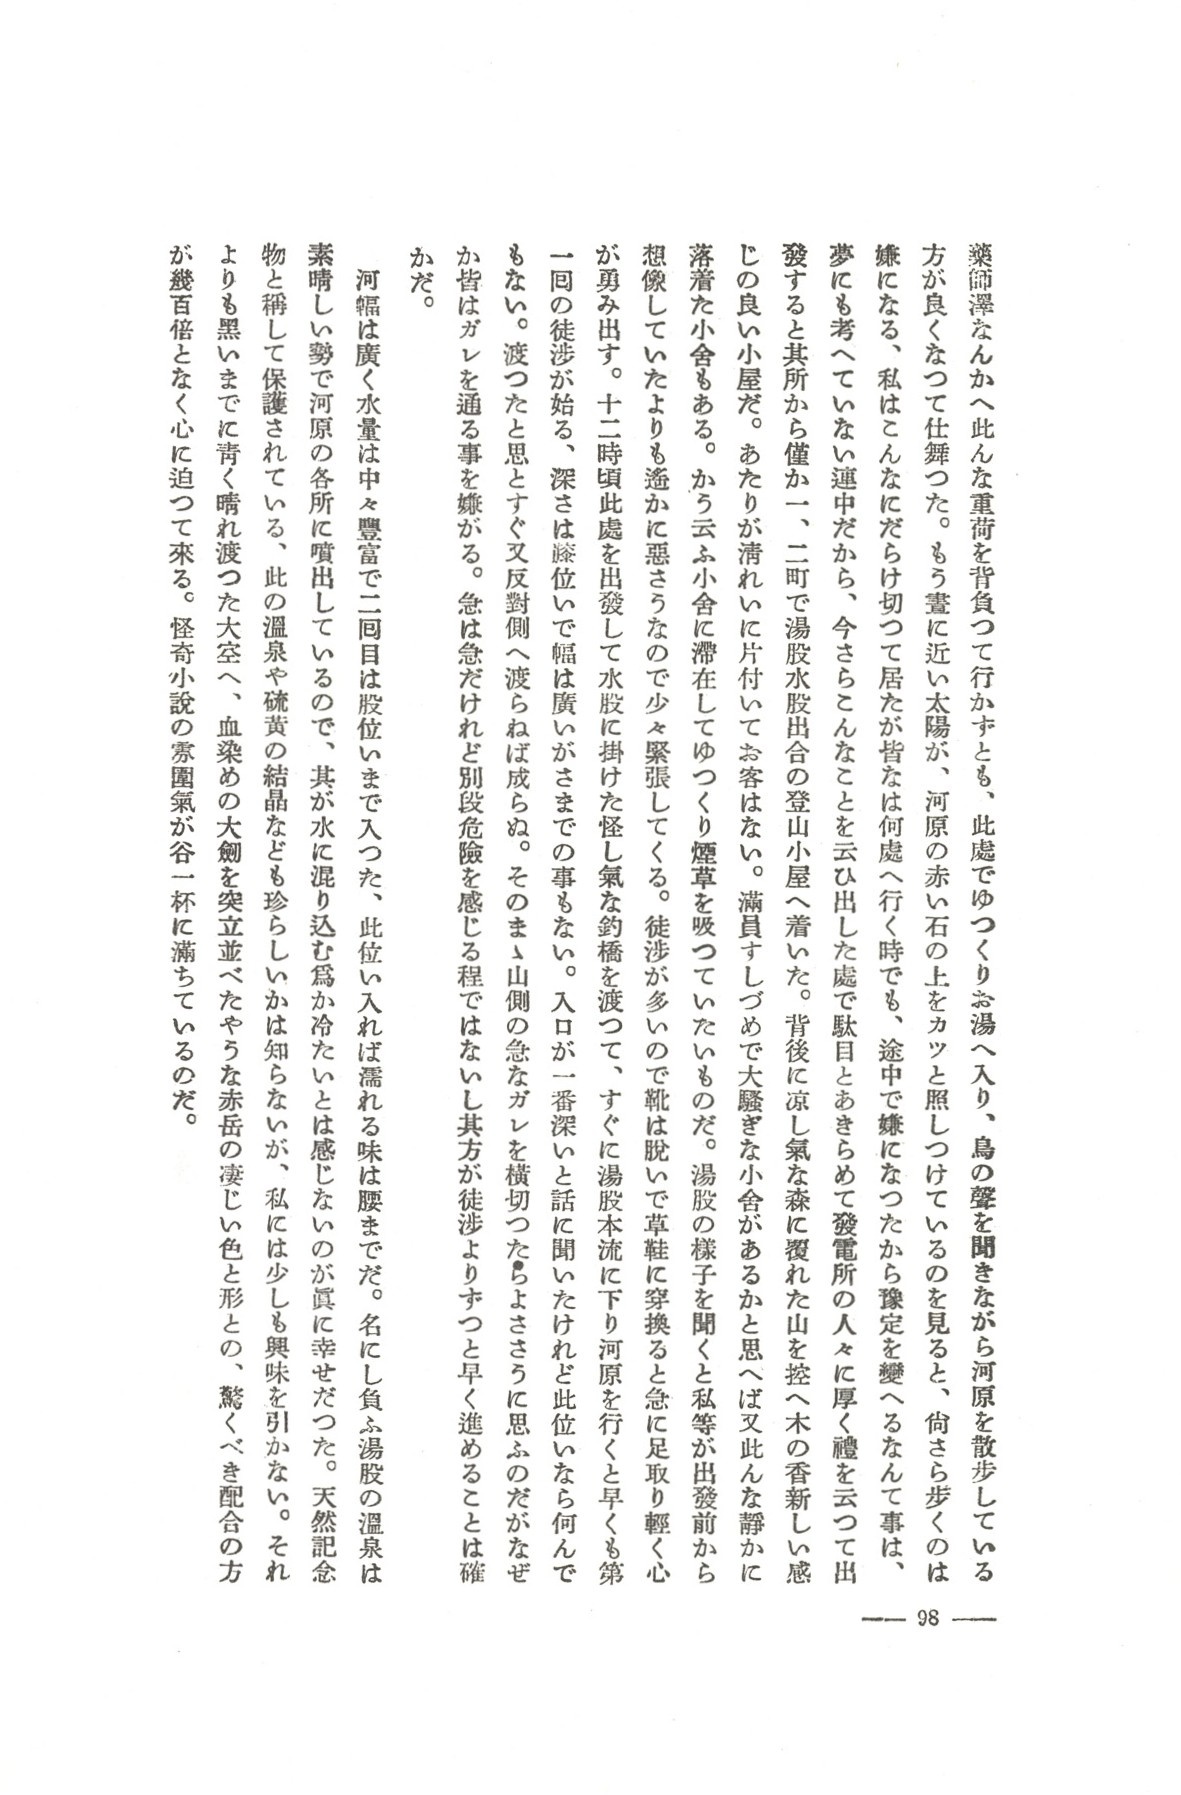 藥師澤なんかへ此んな重荷を背負つて行かずとも、此處でゆつくりお湯へ入り、鳥の聲を聞きながら河原を散步している
方が良くなつて仕舞つた。もう晝に近い太陽が、河原の赤い石の上をカッと照しつけているのを見ると、尙さら步くのは
嫌になる、私はこんなにだらけ切つて居たが皆なは何處へ行く時でも、途中で嫌になつたから豫定を變へるなんて事は、
夢にも考へていない連中だから、今さらこんなことを云ひ出した處で駄目とあきらめて發電所の人々に厚く禮を云つて出
發すると其所から僅か一、二町で湯股水股出合の登山小屋へ着いた。背後に凉し氣な森に覆れた山を控へ木の香新しい感
じの良い小屋だ。あたりが淸れいに片付いてお客はない。滿員すしづめで大騷ぎな小舍があるかと思へば又此んな靜かに
落着た小舍もある。かう云ふ小舍に滯在してゆつくり煙草を吸つていたいものだ。湯股の樣子を聞くと私等が出發前から
想像していたよりも遙かに惡さうなので少々緊張してくる。徒涉が多いので靴は脫いで草鞋に穿換ると急に足取り輕く心
が勇み出す。十二時頃此處を出發して水股に掛けた怪し氣な釣橋を渡つて、すぐに湯股本流に下り河原を行くと早くも第
一囘の徒涉が始る、深さは膝位いで幅は廣いがさまでの事もない。入口が一番深いと話に聞いたけれど此位いなら何んで
もない。渡つたと思とすぐ又反對側へ渡らねば成らぬ。そのまゝ山側の急なガレを橫切つたらよささうに思ふのだがなぜ
か皆はガレを通る事を嫌がる。急は急だけれど別段危險を感じる程ではないし其方が徒涉よりずつと早く進めることは確
かだ。
河幅は廣く水量は中々豐富で二囘目は股位いまで入つた、此位い入れば濡れる味は腰までだ。名にし負ふ湯股の溫泉は
素晴しい勢で河原の各所に噴出しているので、其が水に混り込む爲か冷たいとは感じないのが眞に幸せだつた。天然記念
物と稱して保護されている、此の溫泉や硫黃の結晶なども珍らしいかは知らないが、私には少しも興味を引かない。それ
よりも黑いまでに靑く晴れ渡つた大空へ、血染めの大劍を突立並べたやうな赤岳の凄じい色と形との、驚くべき配合の方
が幾百倍となく心に迫つて來る。怪奇小說の雰圍氣が谷一杯に滿ちているのだ。
— 98 —